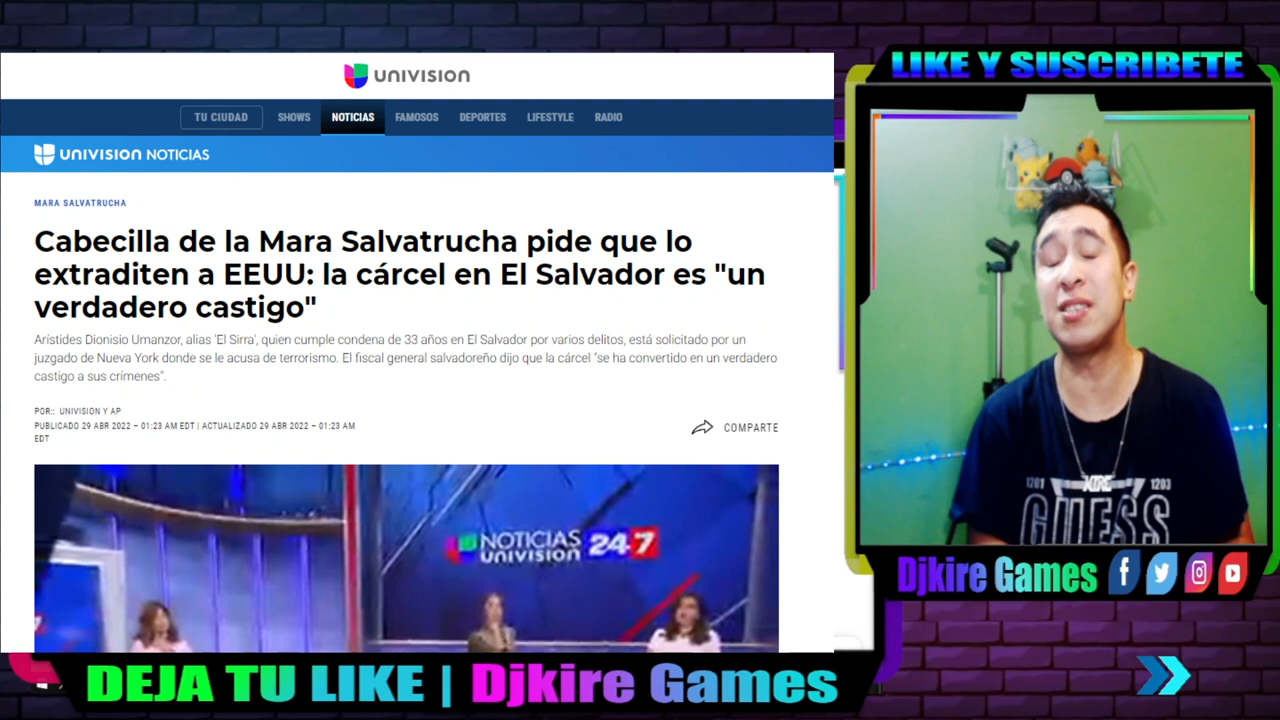 UNIVISION
TU CIUDAD SHOWS NOTICIAS FAMOSOS DEPORTES LIFESTYLE RADIO
UNIVISION NOTICIAS
MARA SALVATRUCHA
Cabecilla de la Mara Salvatrucha pide que lo
extraditen a EEUU: la cárcel en El Salvador es "un
verdadero castigo"
Arístides Dionisio Umanzor, alias 'El Sirra', quien cumple condena de 33 años en El Salvador por varios delitos, está solicitado por un
juzgado de Nueva York donde se le acusa de terrorismo. El fiscal general salvadoreño dijo que la cárcel "se ha convertido en un verdadero
castigo a sus crímenes".
POR:: UNIVISION Y AP
PUBLICADO 29 ABR 2022 – 01:23 AM EDT | ACTUALIZADO 29 ABR 2022 – 01:23 AM
EDT
COMPARTE
NOTICIAS
UNIVISION 24-7
LIKE Y SUSCRIBETE
XIRE
1201 1203
GUESS
Djkire Games
DEJA TU LIKE | Djkire Games